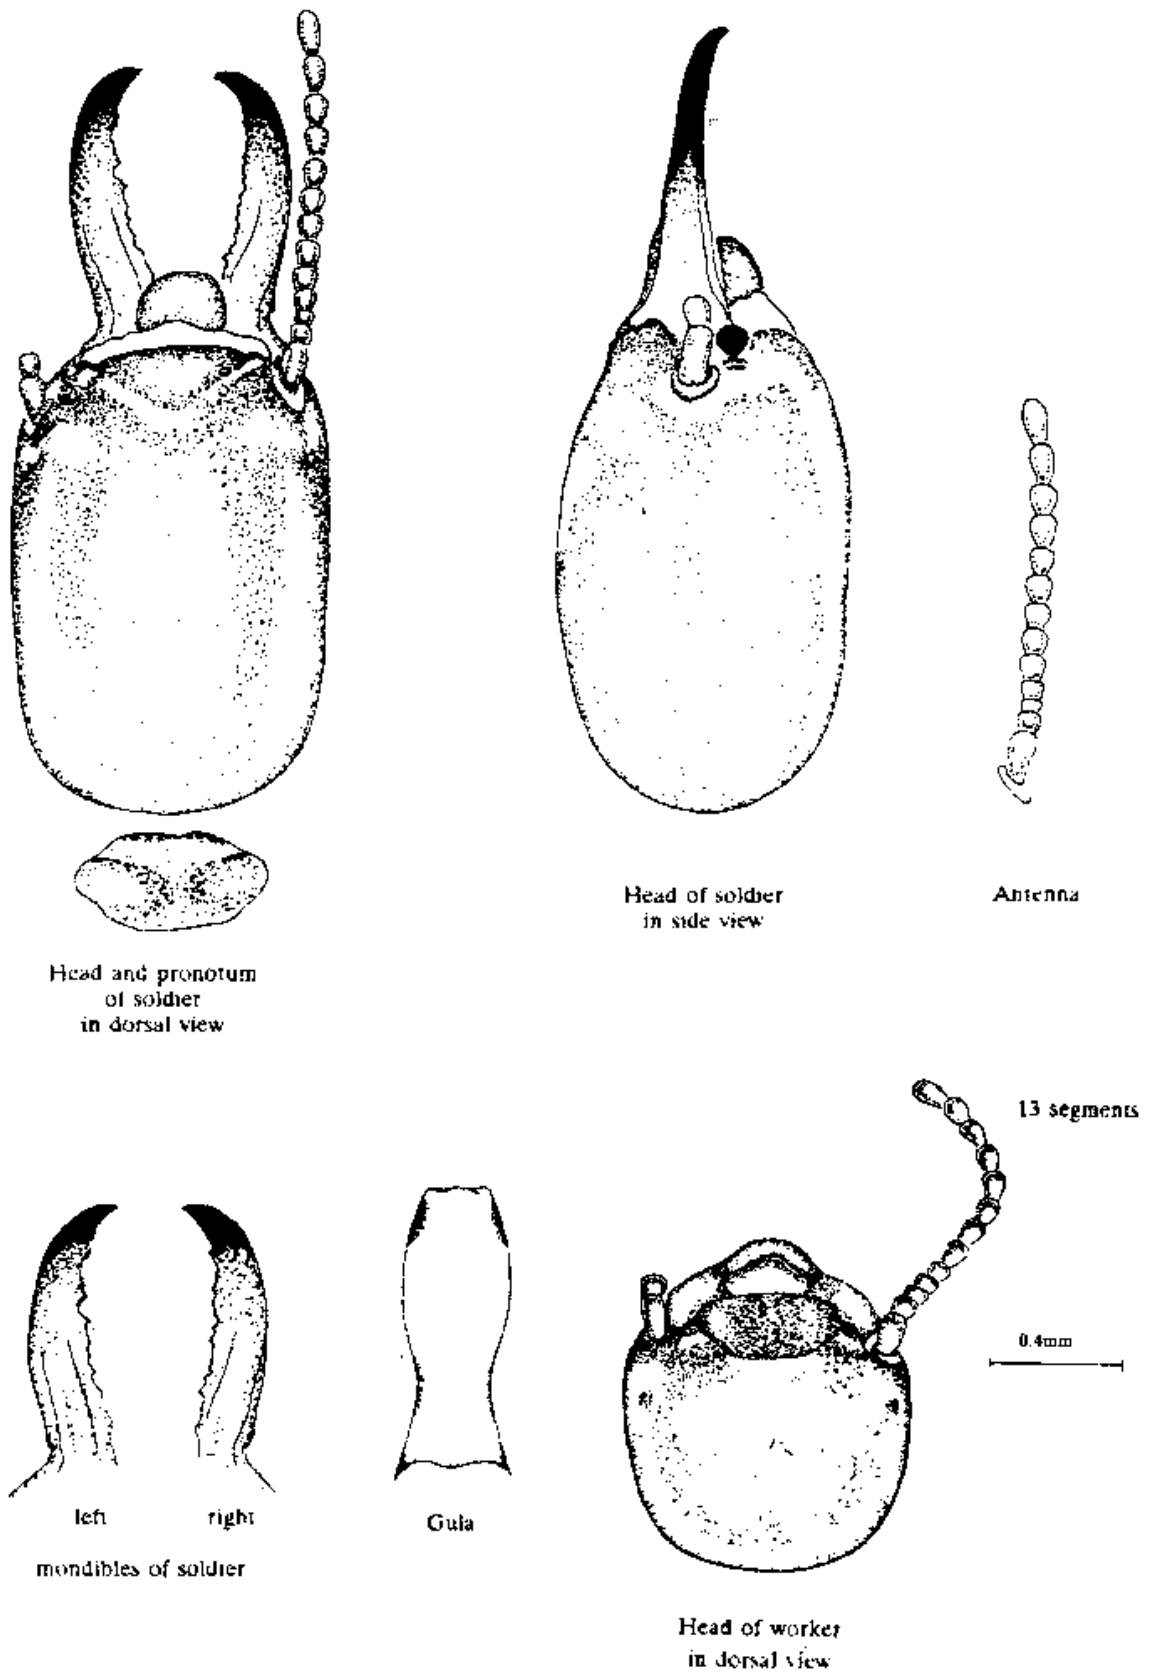 Head of soldier
in side view
Antenna
Head and pronotum
of soldier
in dorsal view
13 segments
0.4mm
left
right
Gula
mondibles of soldier
Head of worker
in dorsal view